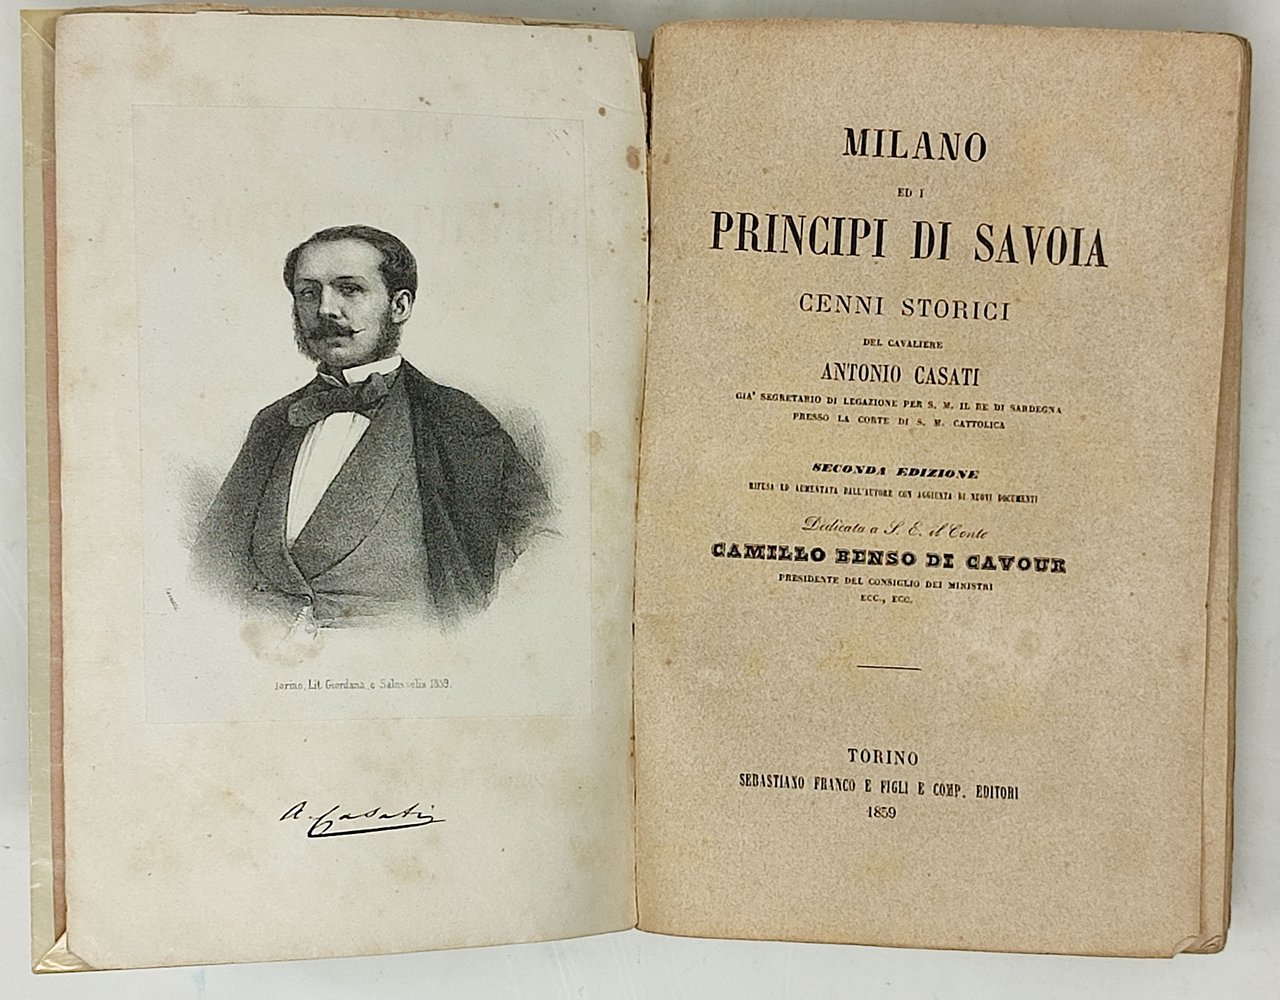 Torino, Lit. Giordana e Salussolia 1859.
A. Casati
MILANO
ED I
PRINCIPI DI SAVOIA
CENNI STORICI
DEL CAVALIERE
ANTONIO CASATI
GIA' SEGRETARIO DI LEGAZIONE PER S. M. IL RE DI SARDEGNA
PRESSO LA CORTE DI S. M. CATTOLICA
SECONDA EDIZIONE
RIFUSA ED AUMENTATA DALL'AUTORE CON AGGIUNTA DI NUOVI DOCUMENTI
Dedicata a S. E. il Conte
CAMILLO BENSO DI CAVOUR
PRESIDENTE DEL CONSIGLIO DEI MINISTRI
ECC., ECC.
TORINO
SEBASTIANO FRANCO E FIGLI E COMP. EDITORI
1859